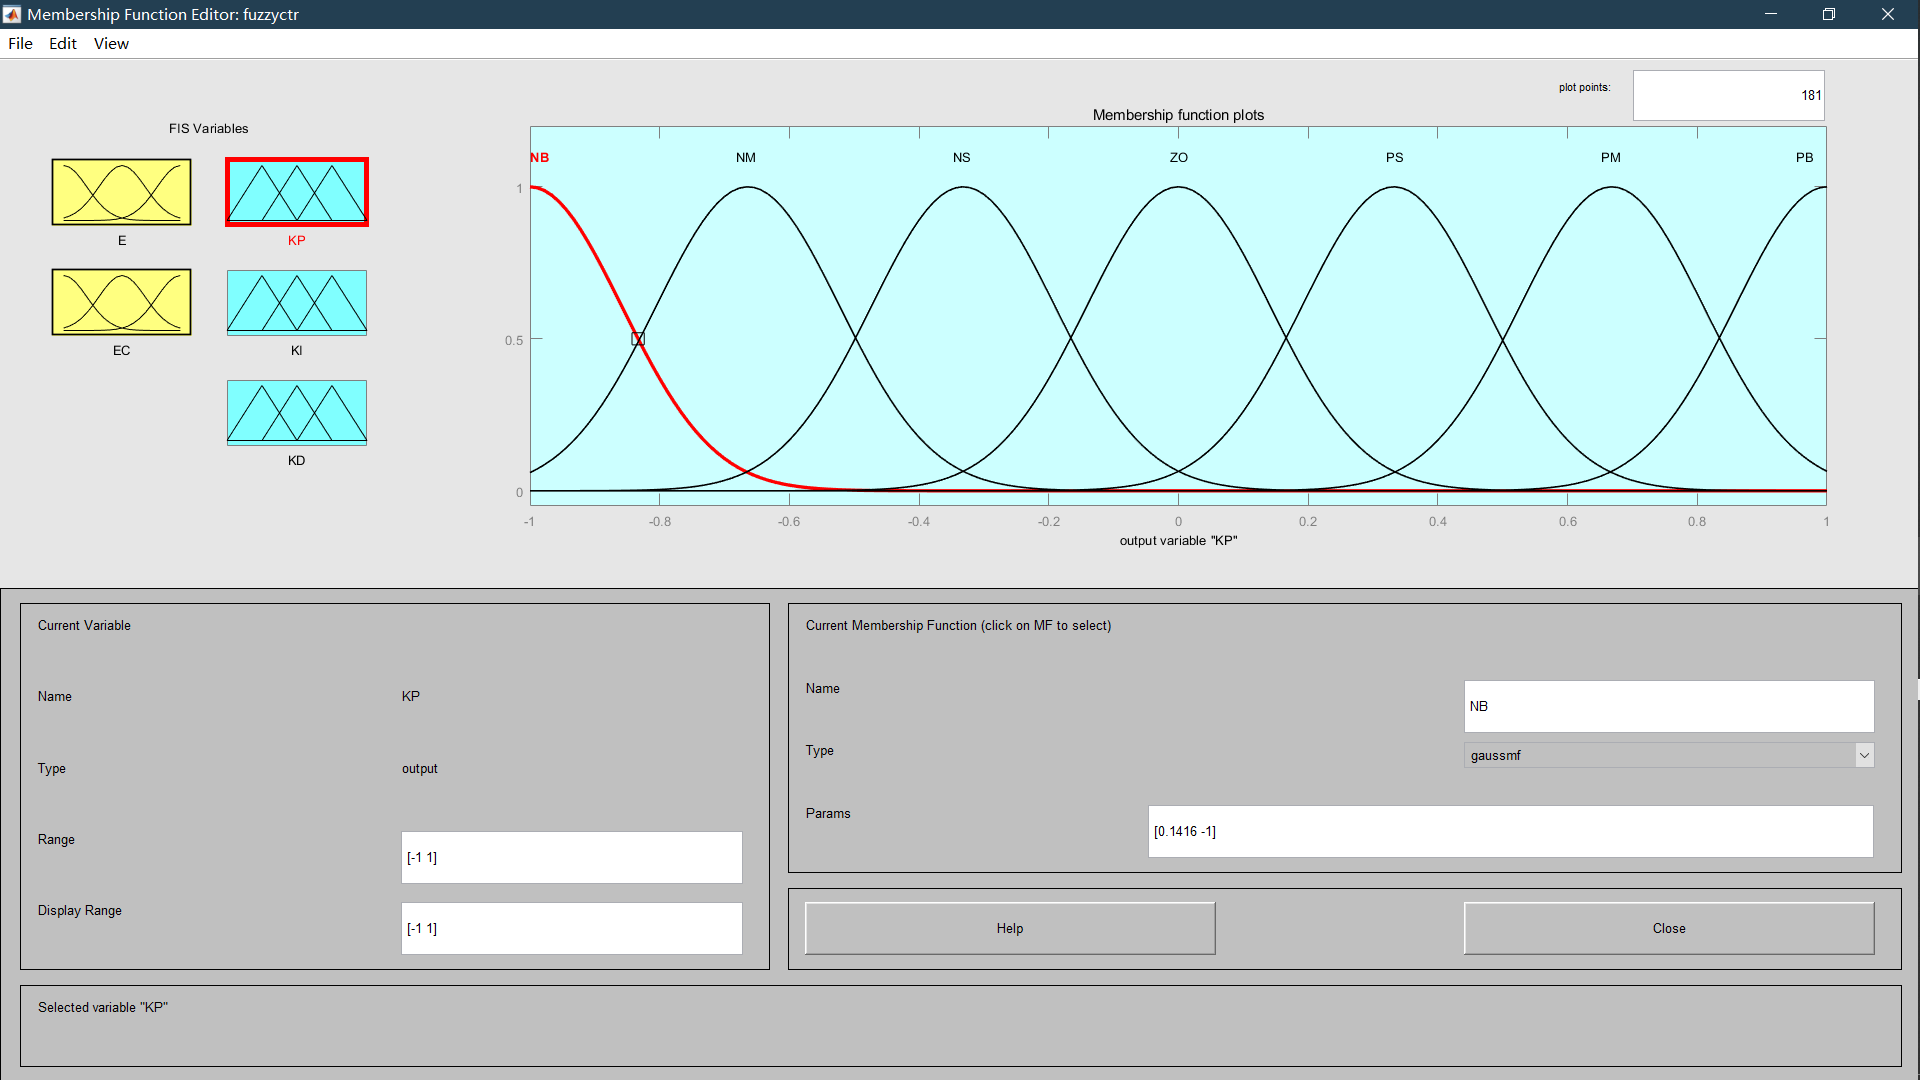 Membership Function Editor: fuzzyctr
File Edit View
plot points:
181
FIS Variables
E
KP
EC
KI
KD
Membership function plots
NB NM NS ZO PS PM PB
1
0.5
0
-1 -0.8 -0.6 -0.4 -0.2 0 0.2 0.4 0.6 0.8 1
output variable "KP"
Current Variable
Name KP
Type output
Range [-1 1]
Display Range [-1 1]
Current Membership Function (click on MF to select)
Name NB
Type gaussmf
Params [0.1416 -1]
Help Close
Selected variable "KP"